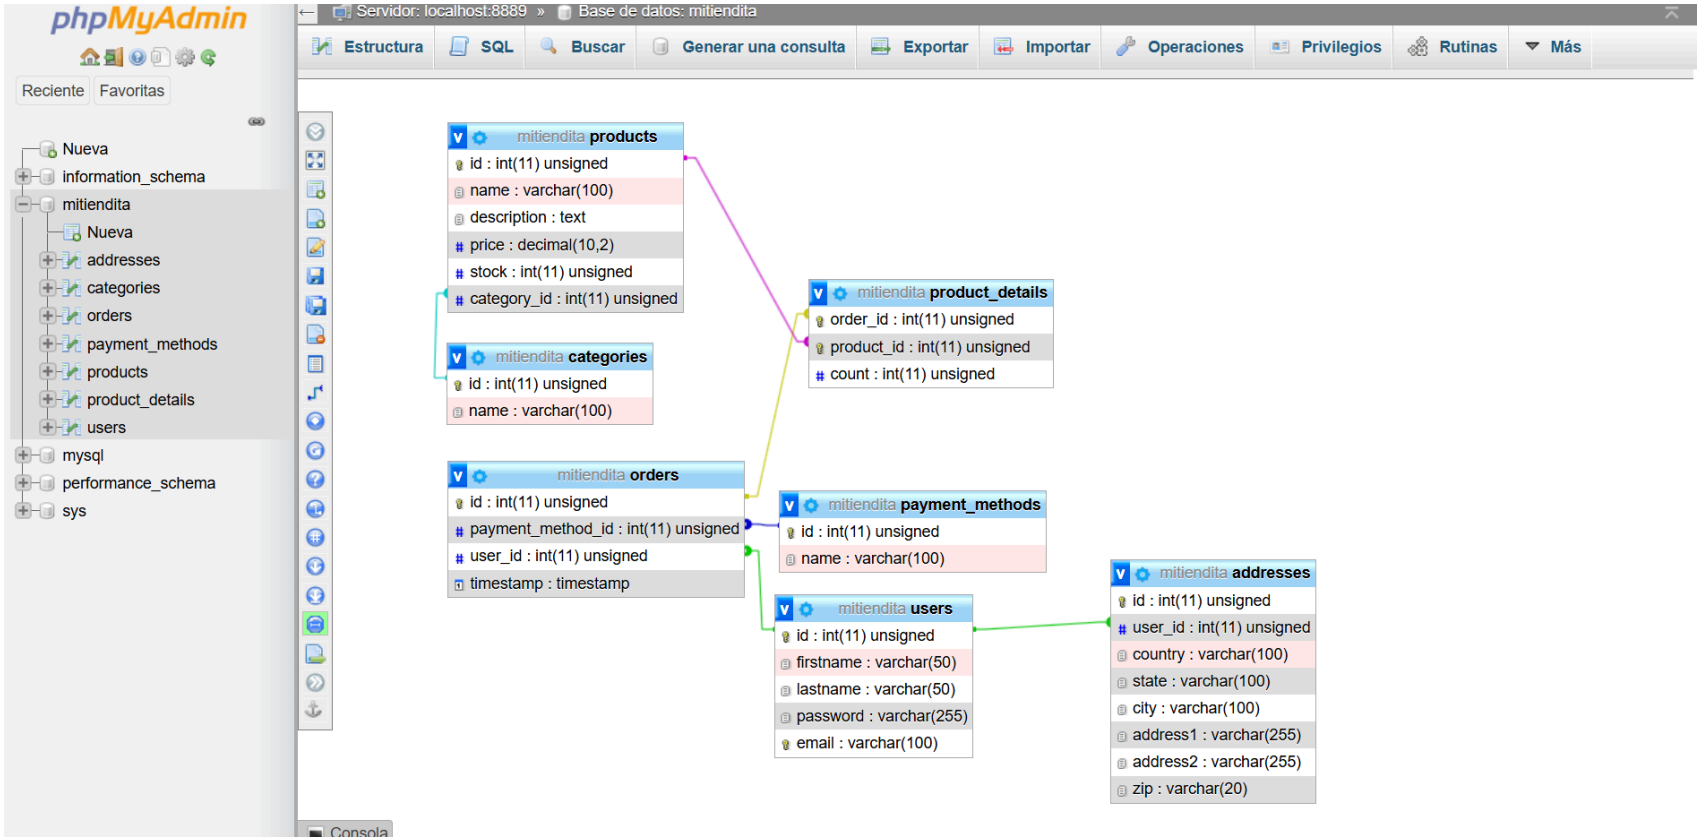 phpMyAdmin
Reciente Favoritas
Nueva
information_schema
mitiendita
Nueva
addresses
categories
orders
payment_methods
products
product_details
users
mysql
performance_schema
sys
Servidor: localhost:8889 » Base de datos: mitiendita
Estructura SQL Buscar Generar una consulta Exportar Importar Operaciones Privilegios Rutinas Más
v mitiendita products
id : int(11) unsigned
name : varchar(100)
description : text
# price : decimal(10,2)
# stock : int(11) unsigned
# category_id : int(11) unsigned
v mitiendita categories
id : int(11) unsigned
name : varchar(100)
v mitiendita product_details
order_id : int(11) unsigned
product_id : int(11) unsigned
# count : int(11) unsigned
v mitiendita orders
id : int(11) unsigned
# payment_method_id : int(11) unsigned
# user_id : int(11) unsigned
timestamp : timestamp
v mitiendita payment_methods
id : int(11) unsigned
name : varchar(100)
v mitiendita users
id : int(11) unsigned
firstname : varchar(50)
lastname : varchar(50)
password : varchar(255)
email : varchar(100)
v mitiendita addresses
id : int(11) unsigned
# user_id : int(11) unsigned
country : varchar(100)
state : varchar(100)
city : varchar(100)
address1 : varchar(255)
address2 : varchar(255)
zip : varchar(20)
Consola